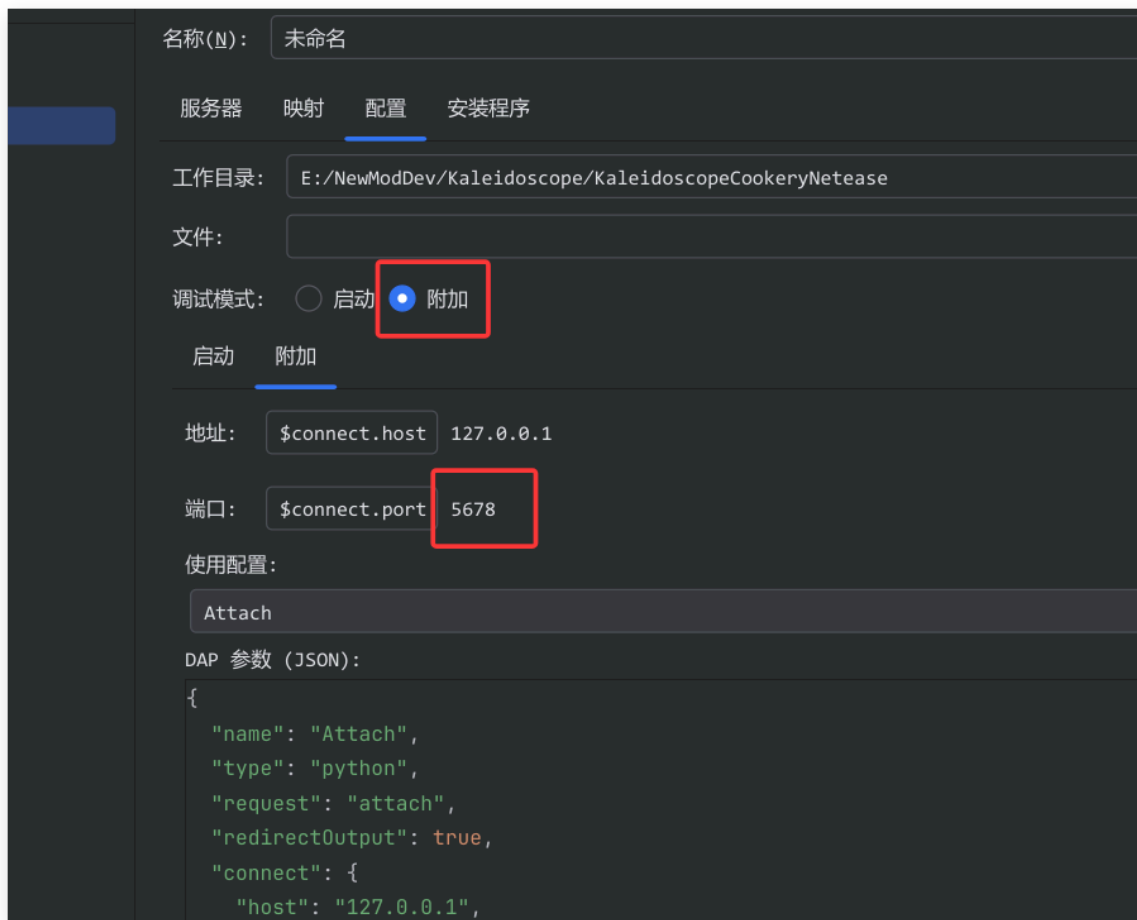 名称(N): 未命名
服务器 映射 配置 安装程序
工作目录: E:/NewModDev/Kaleidoscope/KaleidoscopeCookeryNetease
文件:
调试模式: 启动 附加
启动 附加
地址: $connect.host 127.0.0.1
端口: $connect.port 5678
使用配置:
Attach
DAP 参数 (JSON):
{
"name": "Attach",
"type": "python",
"request": "attach",
"redirectOutput": true,
"connect": {
"host": "127.0.0.1",